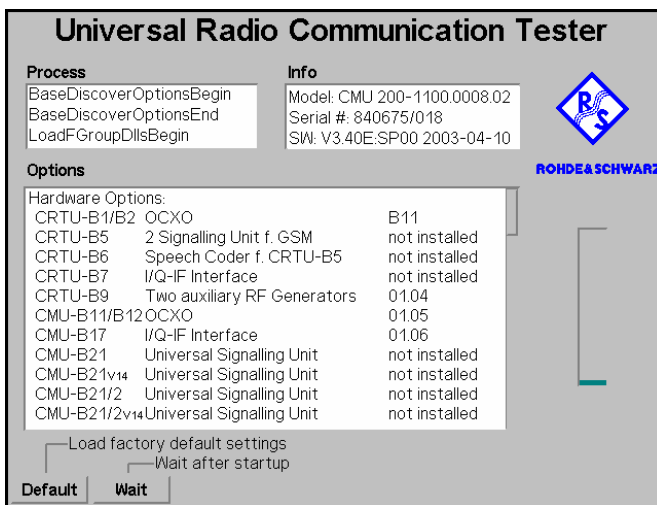 Universal Radio Communication Tester
Process
BaseDiscoverOptionsBegin
BaseDiscoverOptionsEnd
LoadFGroupDllsBegin
Info
Model: CMU 200-1100.0008.02
Serial #: 840675/018
SW: V3.40E:SP00 2003-04-10
R S
ROHDE&SCHWARZ
Options
Hardware Options:
CRTU-B1/B2 OCXO B11
CRTU-B5 2 Signalling Unit f. GSM not installed
CRTU-B6 Speech Coder f. CRTU-B5 not installed
CRTU-B7 I/Q-IF Interface not installed
CRTU-B9 Two auxiliary RF Generators 01.04
CMU-B11/B12 OCXO 01.05
CMU-B17 I/Q-IF Interface 01.06
CMU-B21 Universal Signalling Unit not installed
CMU-B21v14 Universal Signalling Unit not installed
CMU-B21/2 Universal Signalling Unit not installed
CMU-B21/2v14 Universal Signalling Unit not installed
Load factory default settings
Wait after startup
Default Wait